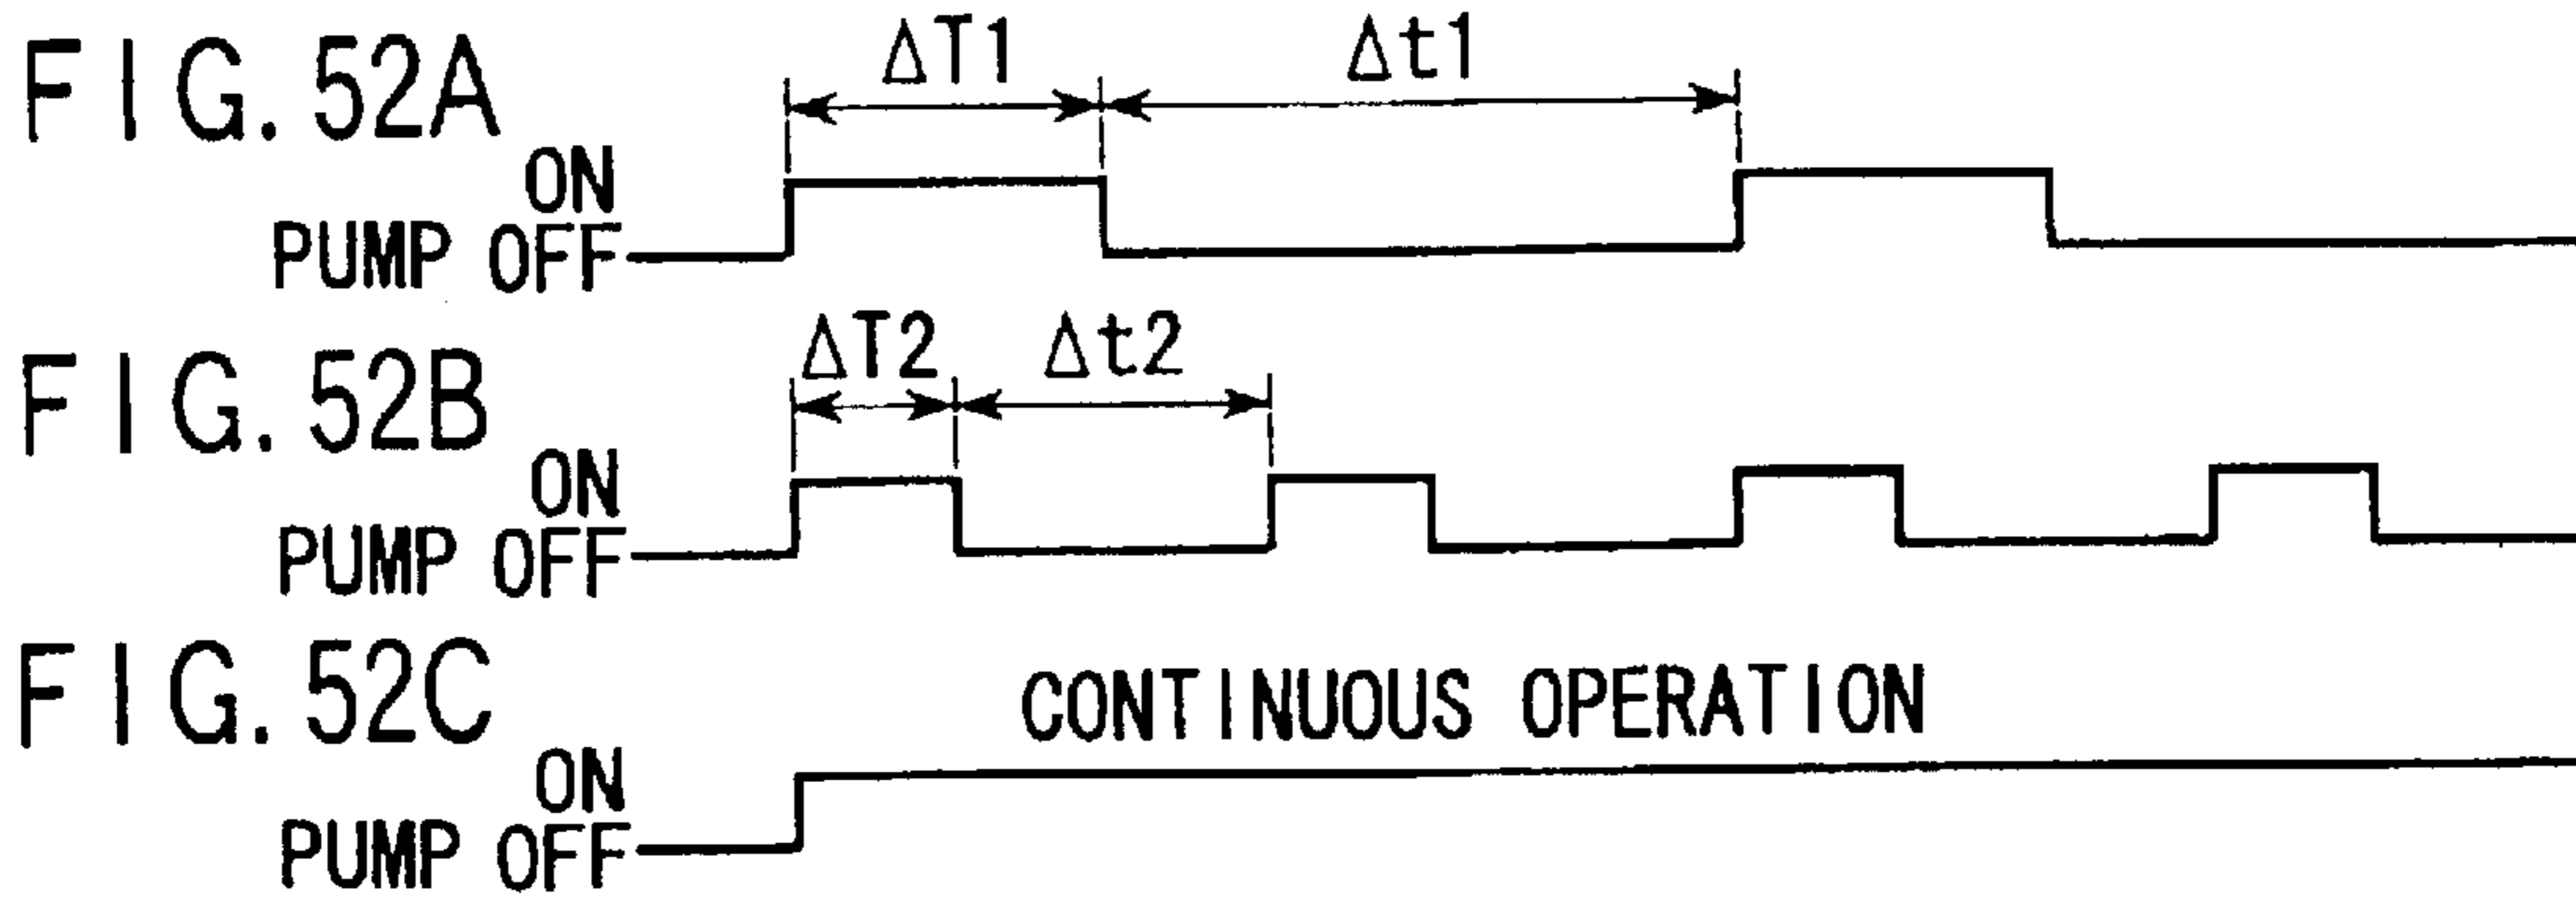 FIG. 52A
ΔT1 Δt1
ON
PUMP OFF
FIG. 52B
ΔT2 Δt2
ON
PUMP OFF
FIG. 52C
CONTINUOUS OPERATION
ON
PUMP OFF